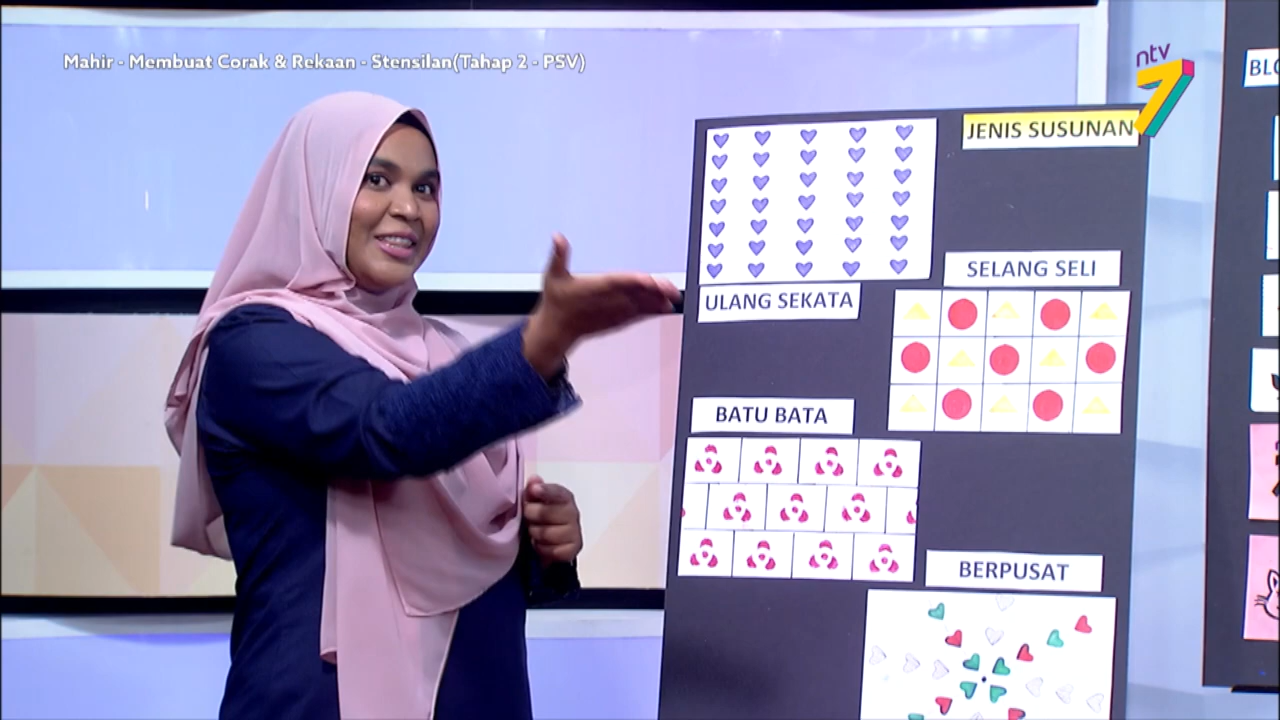 Mahir - Membuat Corak & Rekaan - Stensilan(Tahap 2 - PSV)
ntv
7
JENIS SUSUNAN
SELANG SELI
ULANG SEKATA
BATU BATA
BERPUSAT